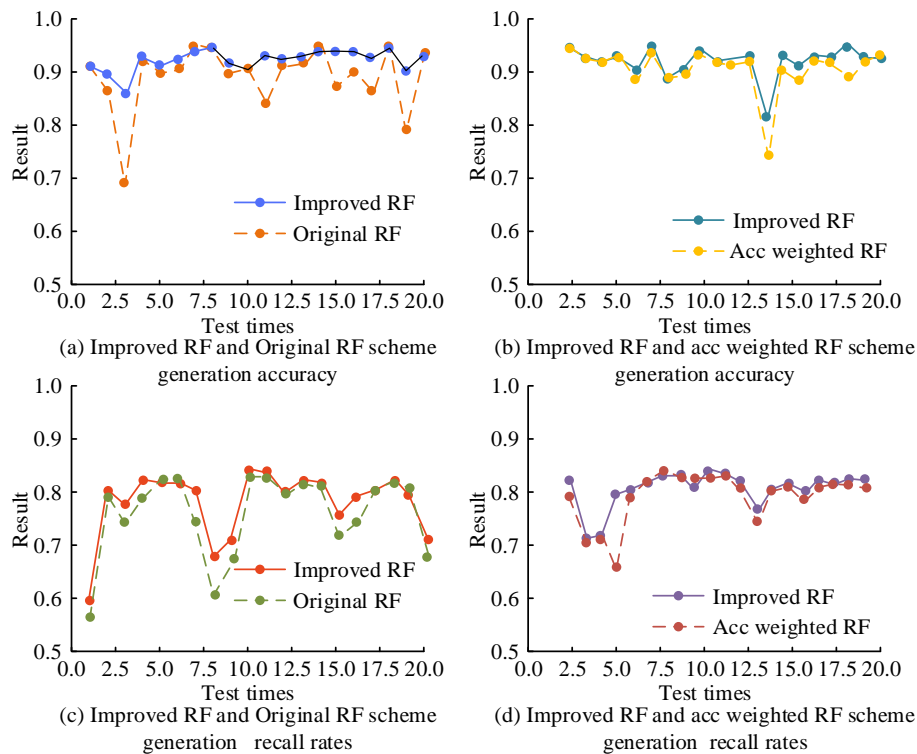 1.0
0.9
0.8
0.7
0.6
0.5
Result
Improved RF
Original RF
0.0 2.5 5.0 7.5 10.0 12.5 15.0 17.5 20.0
Test times
(a) Improved RF and Original RF scheme
generation accuracy
1.0
0.9
0.8
0.7
0.6
0.5
Result
Improved RF
Acc weighted RF
0.0 2.5 5.0 7.5 10.0 12.5 15.0 17.5 20.0
Test times
(b) Improved RF and acc weighted RF scheme
generation accuracy
1.0
0.9
0.8
0.7
0.6
0.5
Result
Improved RF
Original RF
0.0 2.5 5.0 7.5 10.0 12.5 15.0 17.5 20.0
Test times
(c) Improved RF and Original RF scheme
generation recall rates
1.0
0.9
0.8
0.7
0.6
0.5
Result
Improved RF
Acc weighted RF
0.0 2.5 5.0 7.5 10.0 12.5 15.0 17.5 20.0
Test times
(d) Improved RF and acc weighted RF scheme
generation recall rates